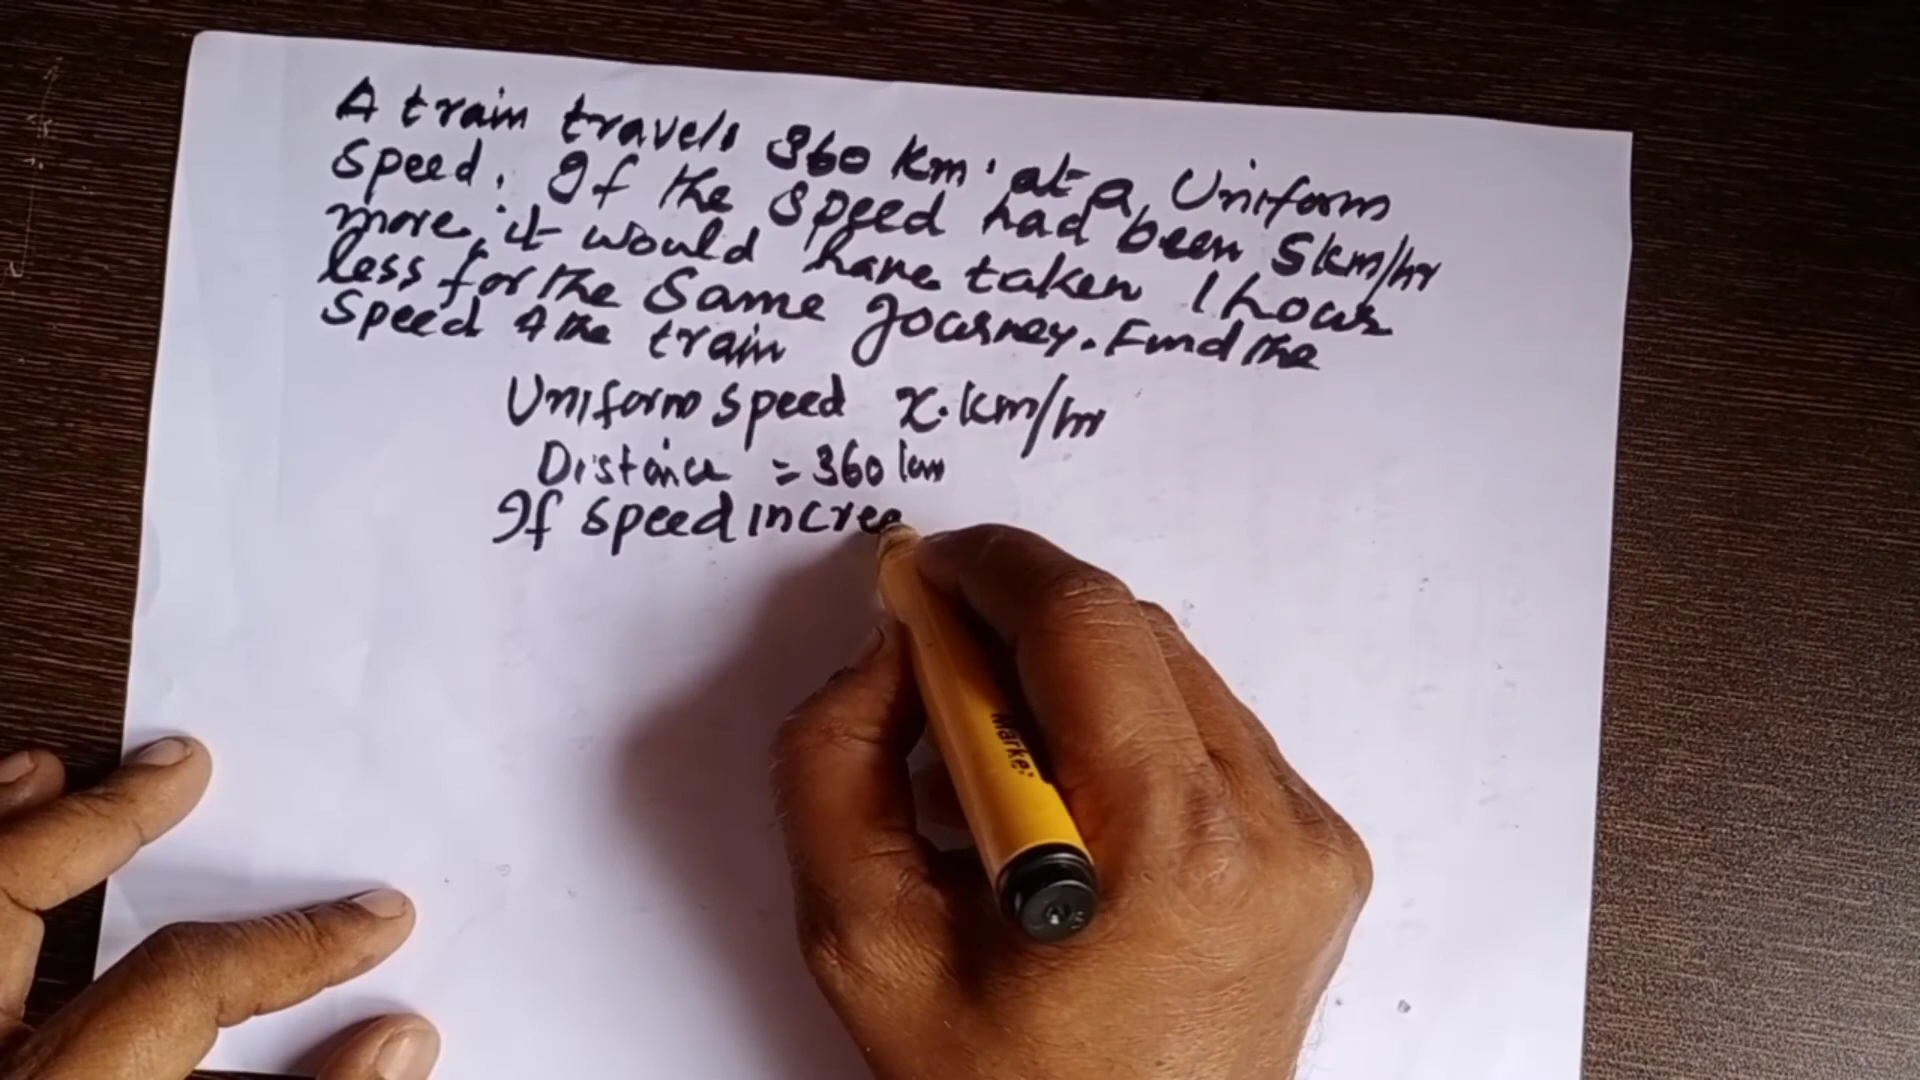 A train travels 360 km. at a Uniform
Speed. If the Speed had been 5km/hr
more, it would have taken 1 hour
less for the Same Journey. Find the
Speed of the train
Uniform Speed x. km/hr
Distance = 360 km
If Speed increa
Marker